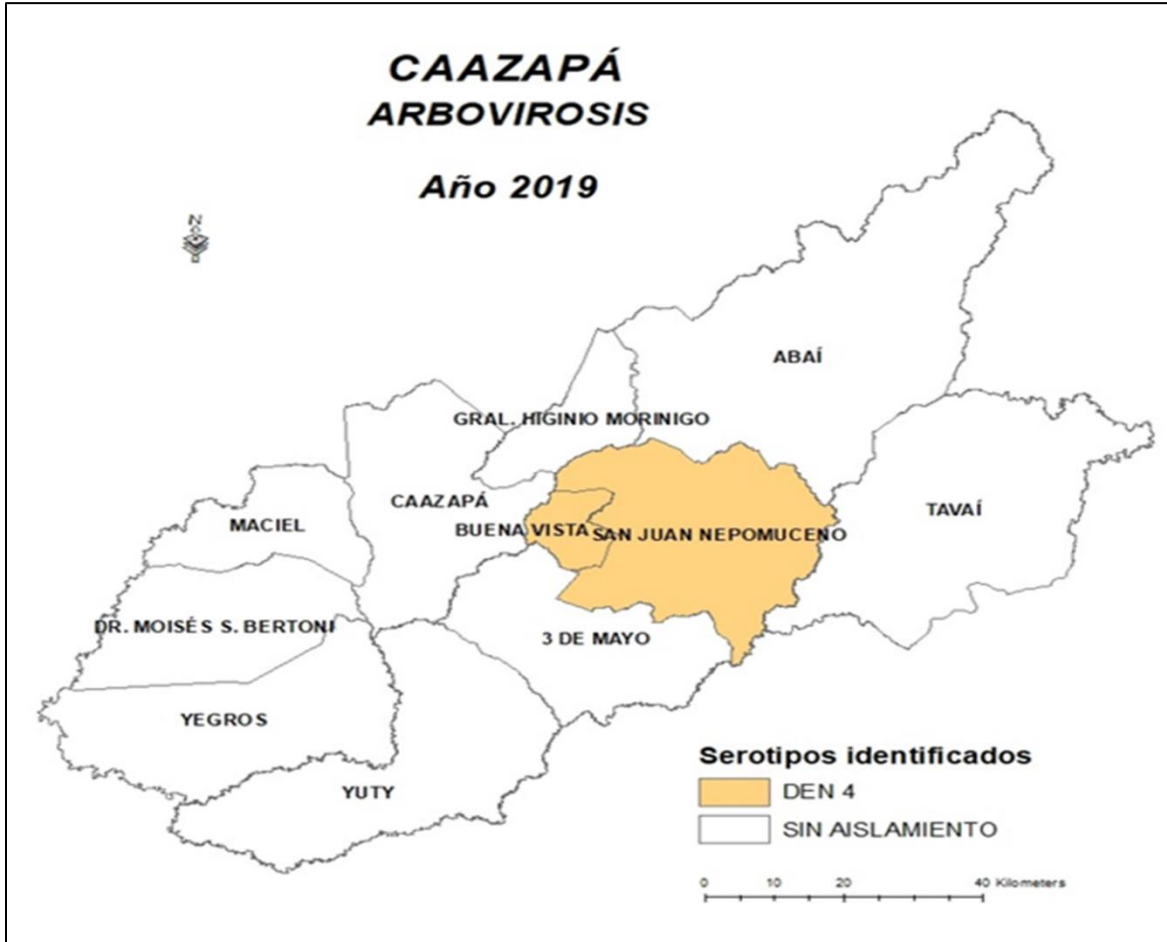 CAAZAPÁ
ARBOVIROSIS
Año 2019
N
ABAÍ
GRAL. HIGINIO MORINIGO
CAAZAPÁ
TAVAÍ
MACIEL
BUENA VISTA
SAN JUAN NEPOMUCENO
DR. MOISÉS S. BERTONI
3 DE MAYO
YEGROS
YUTY
Serotipos identificados
DEN 4
SIN AISLAMIENTO
0 10 20 40 Kilometers